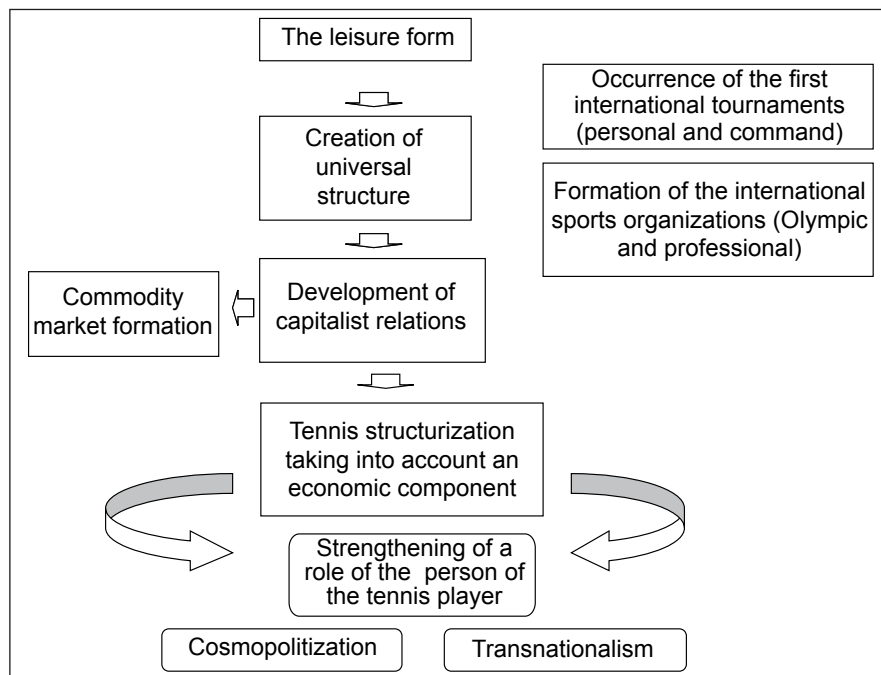 The leisure form
Occurrence of the first
international tournaments
(personal and command)
Creation of
universal
structure
Formation of the international
sports organizations (Olympic
and professional)
Commodity
market formation
Development of
capitalist relations
Tennis structurization
taking into account an
economic component
Strengthening of a
role of the person of
the tennis player
Cosmopolitization
Transnationalism